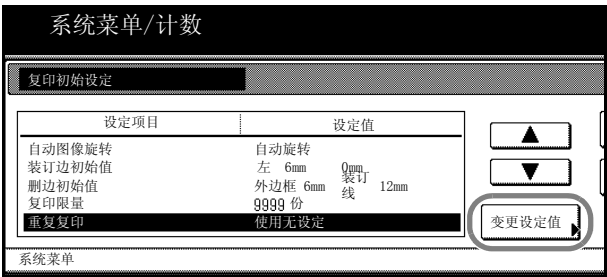 系统菜单/计数
复印初始设定
设定项目 设定值
自动图像旋转 自动旋转
装订边初始值 左 6mm 0mm
删边初始值 外边框 6mm 装订线 12mm
复印限量 9999 份
重复复印 使用无设定
变更设定值
系统菜单